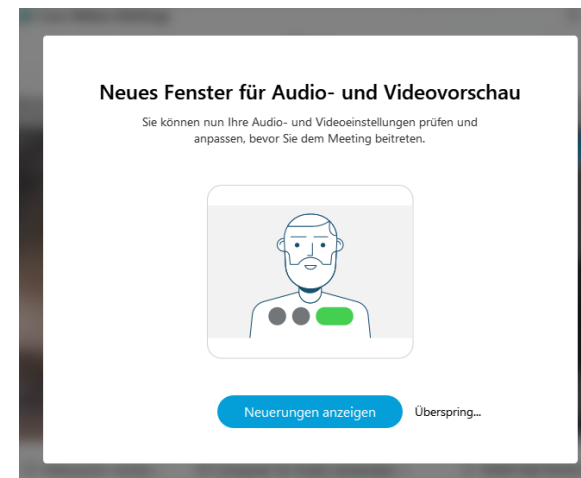 Neues Fenster für Audio- und Videovorschau
Sie können nun Ihre Audio- und Videoeinstellungen prüfen und
anpassen, bevor Sie dem Meeting beitreten.
Neuerungen anzeigen
Überspring...